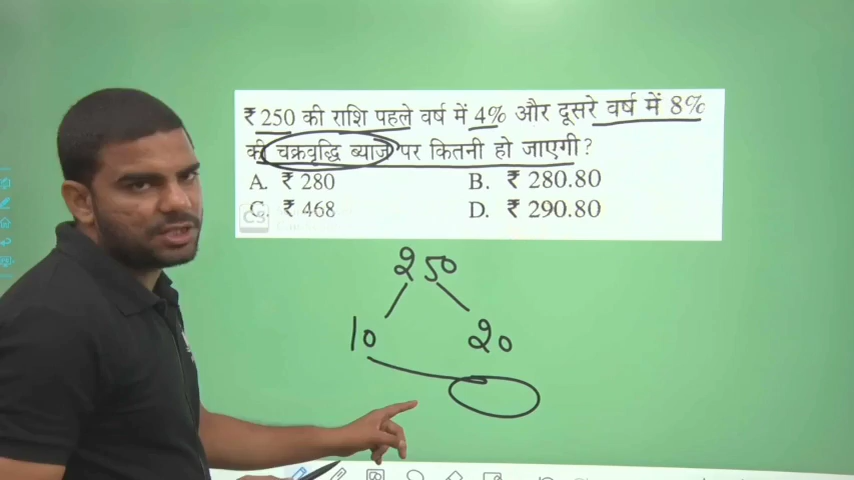 ₹ 250 की राशि पहले वर्ष में 4% और दूसरे वर्ष में 8%
की चक्रवृद्धि ब्याज पर कितनी हो जाएगी?
A. ₹ 280 B. ₹ 280.80
C. ₹ 468 D. ₹ 290.80
250
10 20